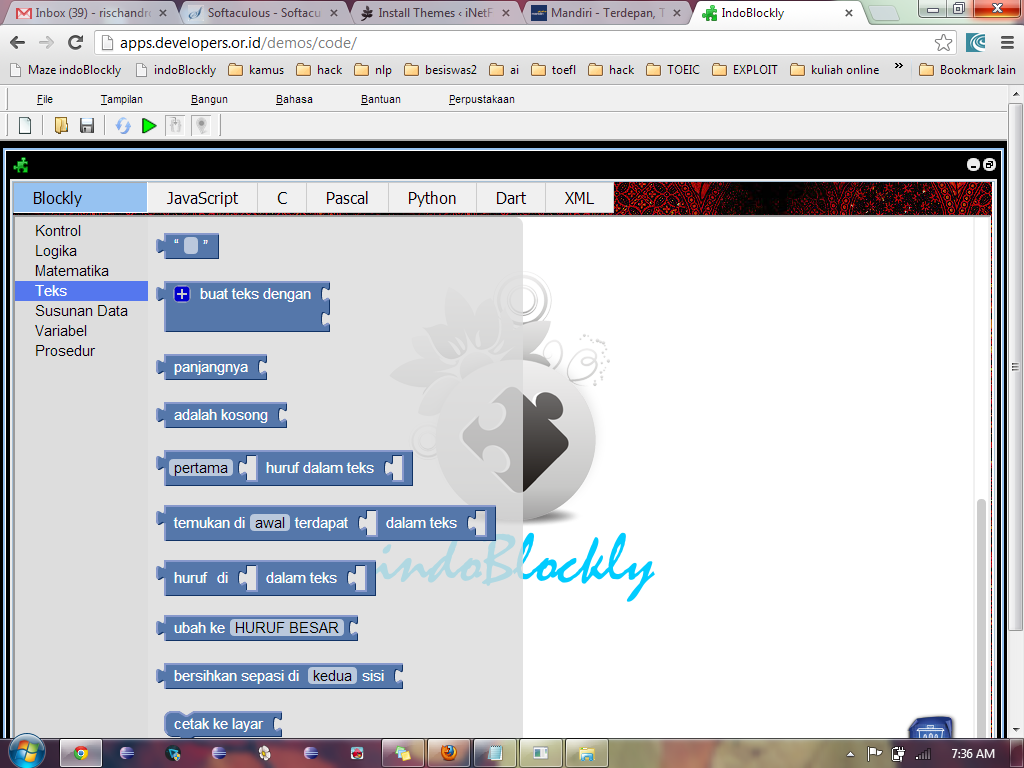 Inbox (39) - rischandr
Softaculous - Softacu
Install Themes ‹ iNetF
Mandiri - Terdepan, T
IndoBlockly
apps.developers.or.id/demos/code/
Maze indoBlockly
indoBlockly
kamus
hack
nlp
besiswas2
ai
toefl
hack
TOEIC
EXPLOIT
kuliah online
»
Bookmark lain
File
Tampilan
Bangun
Bahasa
Bantuan
Perpustakaan
Blockly
JavaScript
C
Pascal
Python
Dart
XML
Kontrol
Logika
Matematika
Teks
Susunan Data
Variabel
Prosedur
“ ”
+ buat teks dengan
panjangnya
adalah kosong
pertama huruf dalam teks
temukan di awal terdapat dalam teks
huruf di dalam teks
ubah ke HURUF BESAR
bersihkan sepasi di kedua sisi
cetak ke layar
indoBlockly
7:36 AM